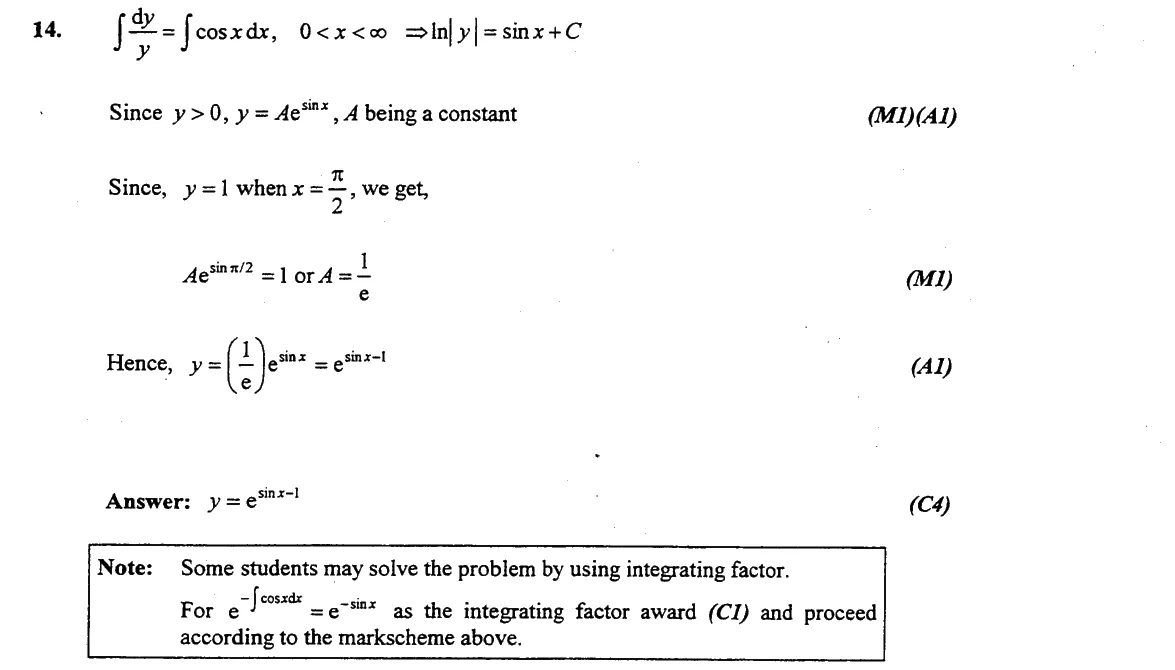 14. ∫ dy/y = ∫ cos x dx, 0 < x < ∞ ⇒ ln|y| = sin x + C
Since y > 0, y = Ae^(sin x), A being a constant (M1)(A1)
Since, y = 1 when x = π/2, we get,
Ae^(sin π/2) = 1 or A = 1/e (M1)
Hence, y = (1/e)e^(sin x) = e^(sin x–1) (A1)
Answer: y = e^(sin x–1) (C4)
Note: Some students may solve the problem by using integrating factor.
For e^(–∫cos x dx) = e^(–sin x) as the integrating factor award (C1) and proceed
according to the markscheme above.